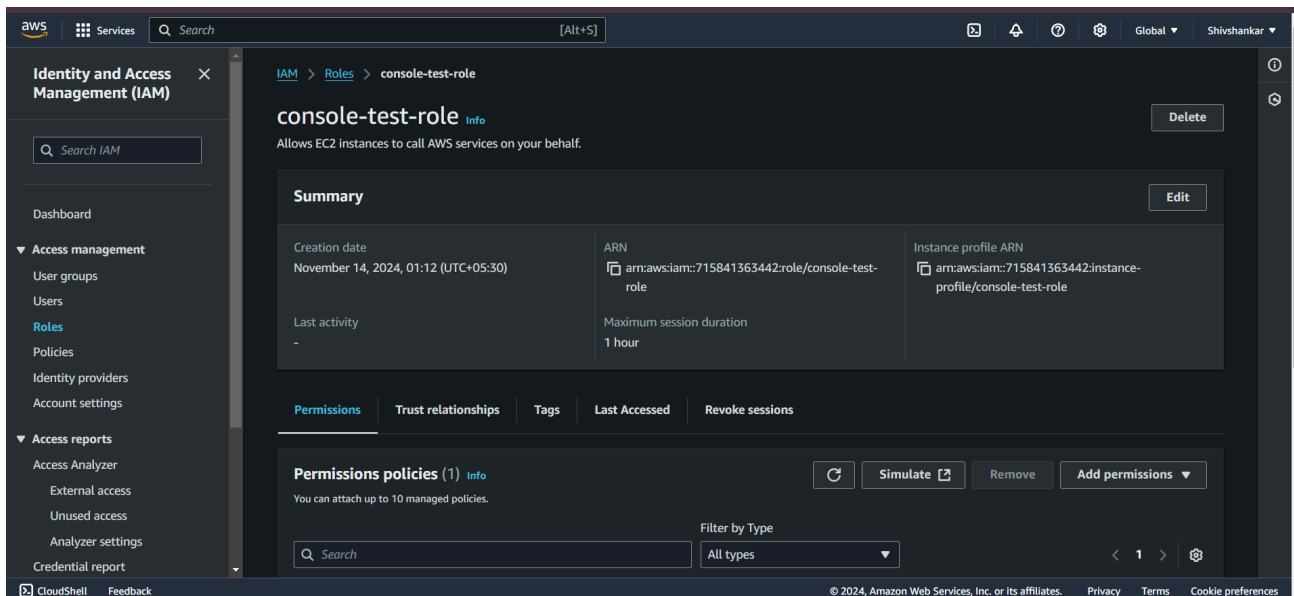 aws
Services
Search
[Alt+S]
Global
Shivshankar
Identity and Access
Management (IAM)
Search IAM
Dashboard
Access management
User groups
Users
Roles
Policies
Identity providers
Account settings
Access reports
Access Analyzer
External access
Unused access
Analyzer settings
Credential report
IAM > Roles > console-test-role
console-test-role Info
Delete
Allows EC2 instances to call AWS services on your behalf.
Summary
Edit
Creation date
November 14, 2024, 01:12 (UTC+05:30)
ARN
arn:aws:iam::715841363442:role/console-test-
role
Instance profile ARN
arn:aws:iam::715841363442:instance-
profile/console-test-role
Last activity
-
Maximum session duration
1 hour
Permissions
Trust relationships
Tags
Last Accessed
Revoke sessions
Permissions policies (1) Info
Simulate
Remove
Add permissions
You can attach up to 10 managed policies.
Filter by Type
Search
All types
1
CloudShell
Feedback
© 2024, Amazon Web Services, Inc. or its affiliates.
Privacy
Terms
Cookie preferences